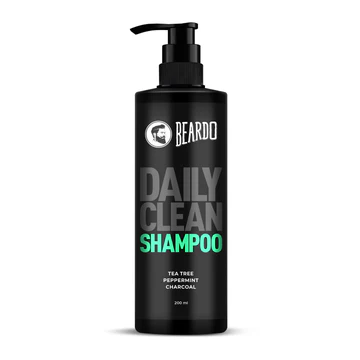 BEARDO
DAILY
CLEAN
SHAMPOO
TEA TREE
PEPPERMINT
CHARCOAL
200 ml